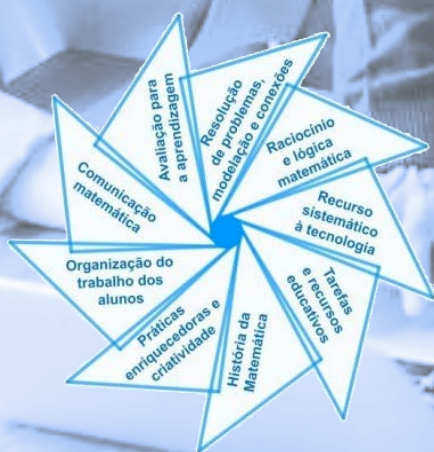 Resolução
de problemas,
modelação e conexões
Raciocínio
e lógica
matemática
Recurso
sistemático
à tecnologia
Tarefas
e recursos
educativos
História da
Matemática
Práticas
enriquecedoras e
criatividade
Organização do
trabalho dos
alunos
Comunicação
matemática
Avaliação para
a aprendizagem